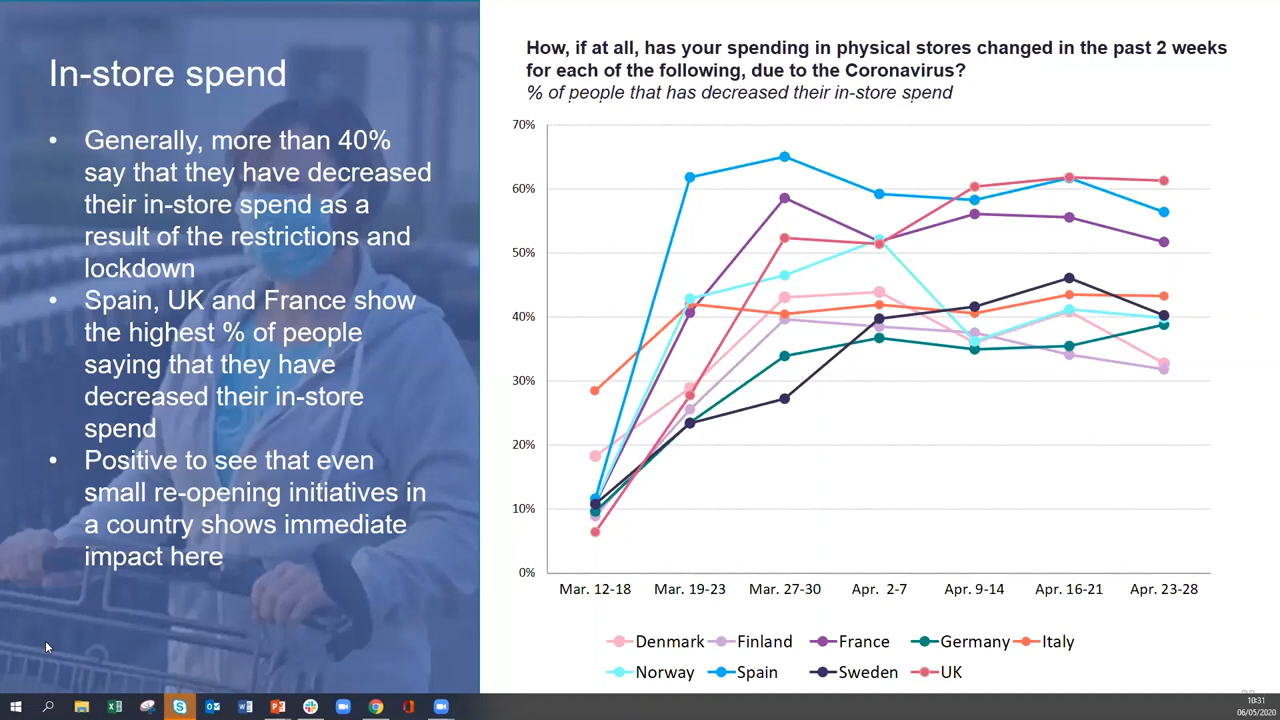 In-store spend
• Generally, more than 40%
say that they have decreased
their in-store spend as a
result of the restrictions and
lockdown
• Spain, UK and France show
the highest % of people
saying that they have
decreased their in-store
spend
• Positive to see that even
small re-opening initiatives in
a country shows immediate
impact here
How, if at all, has your spending in physical stores changed in the past 2 weeks
for each of the following, due to the Coronavirus?
% of people that has decreased their in-store spend
70%
60%
50%
40%
30%
20%
10%
0%
Mar. 12-18 Mar. 19-23 Mar. 27-30 Apr. 2-7 Apr. 9-14 Apr. 16-21 Apr. 23-28
Denmark Finland France Germany Italy
Norway Spain Sweden UK
10:31
06/05/2020